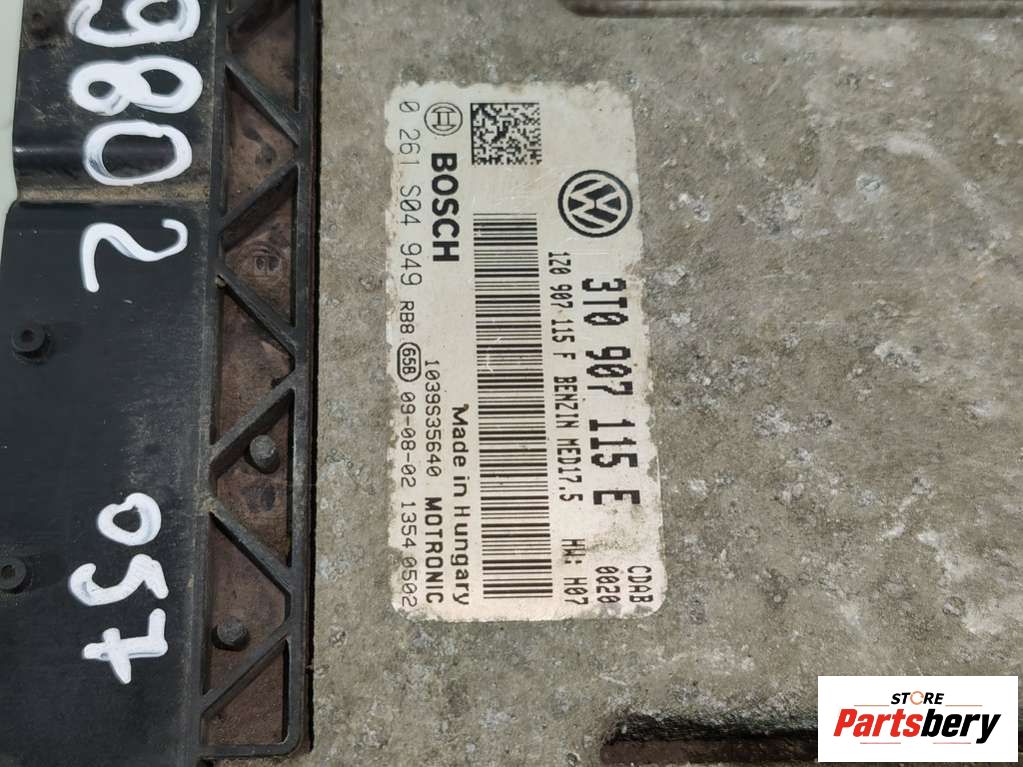 9802
057
3T0 907 115 E
CDAB
0020
1Z0 907 115 F BENZIN MED17.5 HW: H07
Made in Hungary
1039S35640 MOTRONIC
BOSCH
0 261 S04 949 RB8 65B 09-08-02 1354 0502
STORE
Partsbery